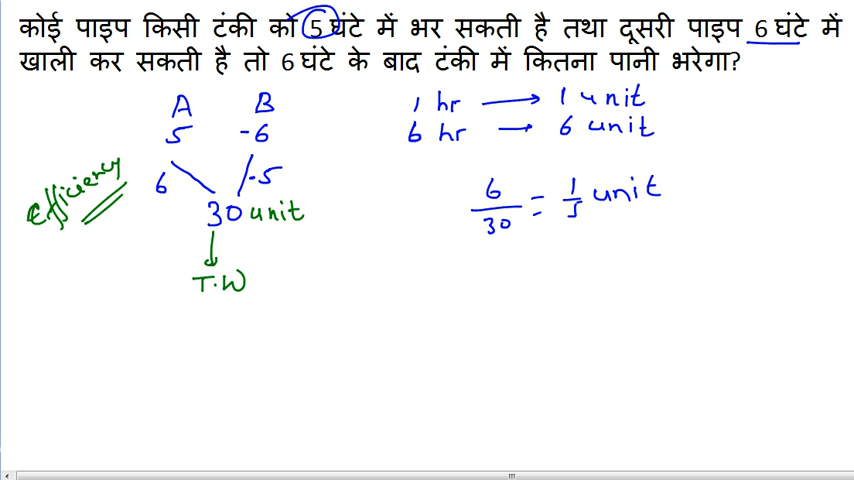 कोई पाइप किसी टंकी को 5 घंटे में भर सकती है तथा दूसरी पाइप 6 घंटे में
खाली कर सकती है तो 6 घंटे के बाद टंकी में कितना पानी भरेगा?
A B
5 -6
6 -5
Efficiency
30 unit
T.W
1 hr → 1 unit
6 hr → 6 unit
6/30 = 1/5 unit